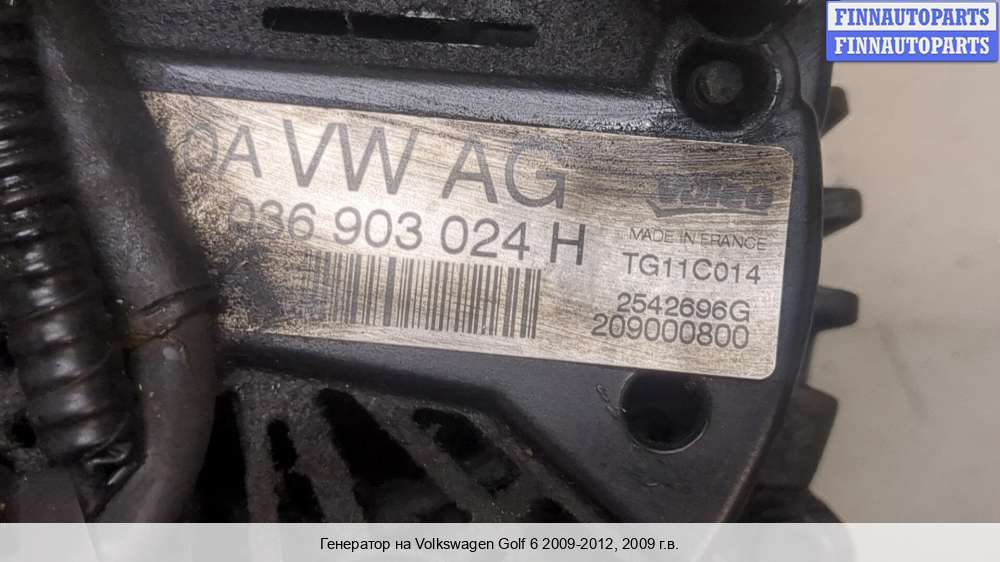 FINNAUTOPARTS
FINNAUTOPARTS
0A VW AG
Valeo
036 903 024 H
MADE IN FRANCE
TG11C014
2542696G
209000800
Генератор на Volkswagen Golf 6 2009-2012, 2009 г.в.